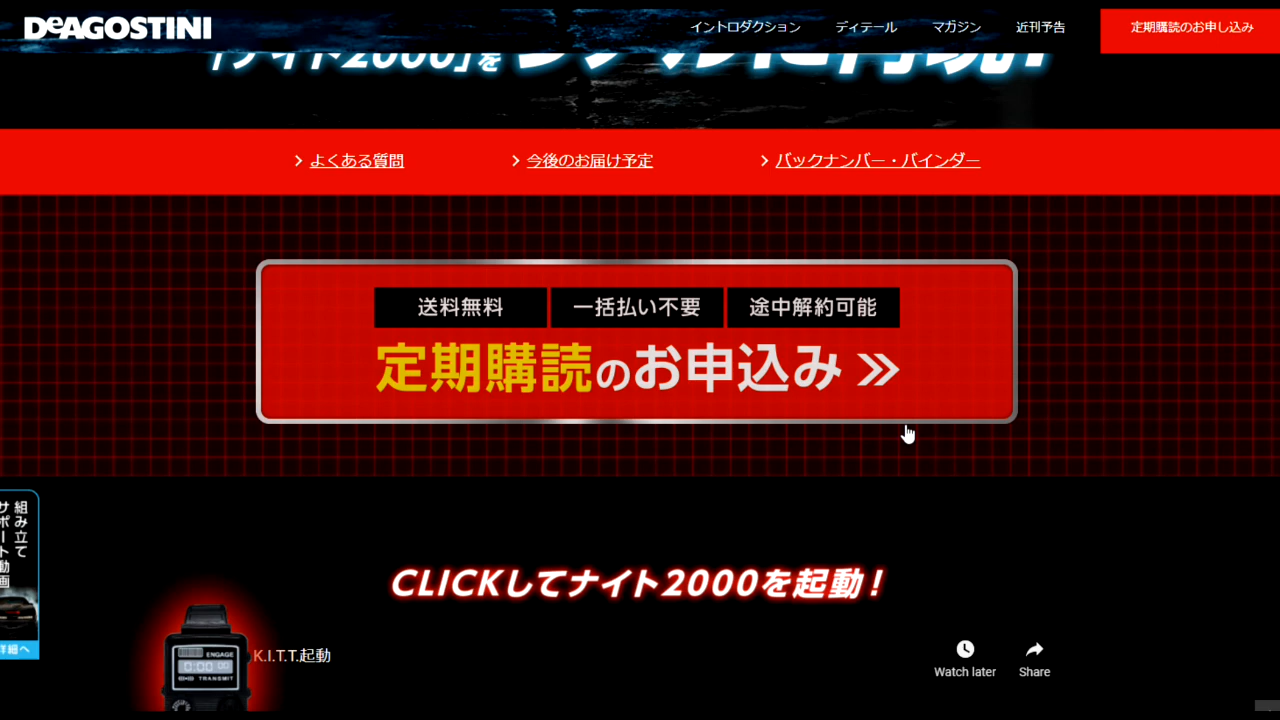 DeAGOSTINI
イントロダクション ディテール マガジン 近刊予告 定期購読のお申し込み
「ナイト2000」を
よくある質問 今後のお届け予定 バックナンバー・バインダー
送料無料 一括払い不要 途中解約可能
定期購読のお申込み
組み立て
サポート動画
詳細へ
CLICKしてナイト2000を起動！
K.I.T.T.起動
Watch later Share
ENGAGE
0:00 00
TRANSMIT